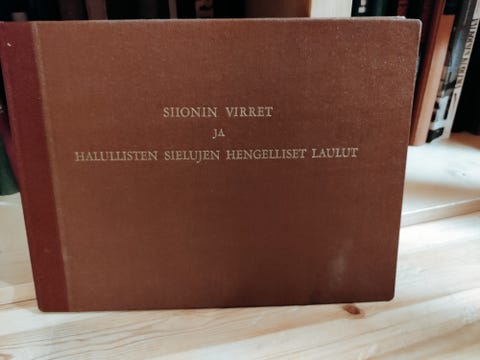 SIIONIN VIRRET
JA
HALULLISTEN SIELUJEN HENGELLISET LAULUT